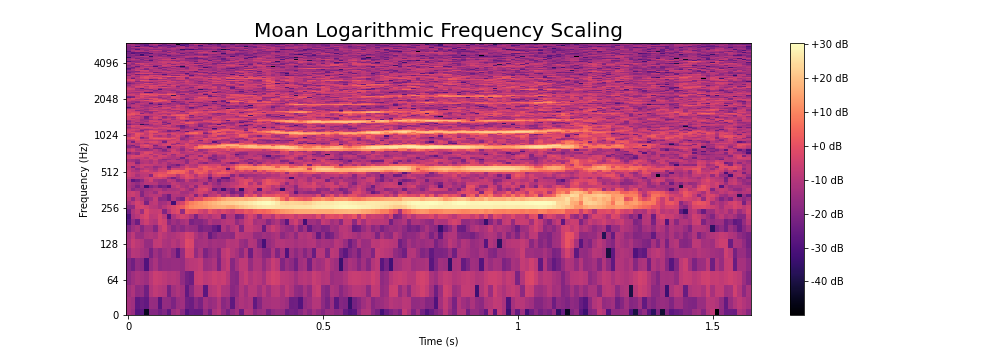 Moan Logarithmic Frequency Scaling
Frequency (Hz)
4096
2048
1024
512
256
128
64
0
0
0.5
1
1.5
Time (s)
+30 dB
+20 dB
+10 dB
+0 dB
-10 dB
-20 dB
-30 dB
-40 dB